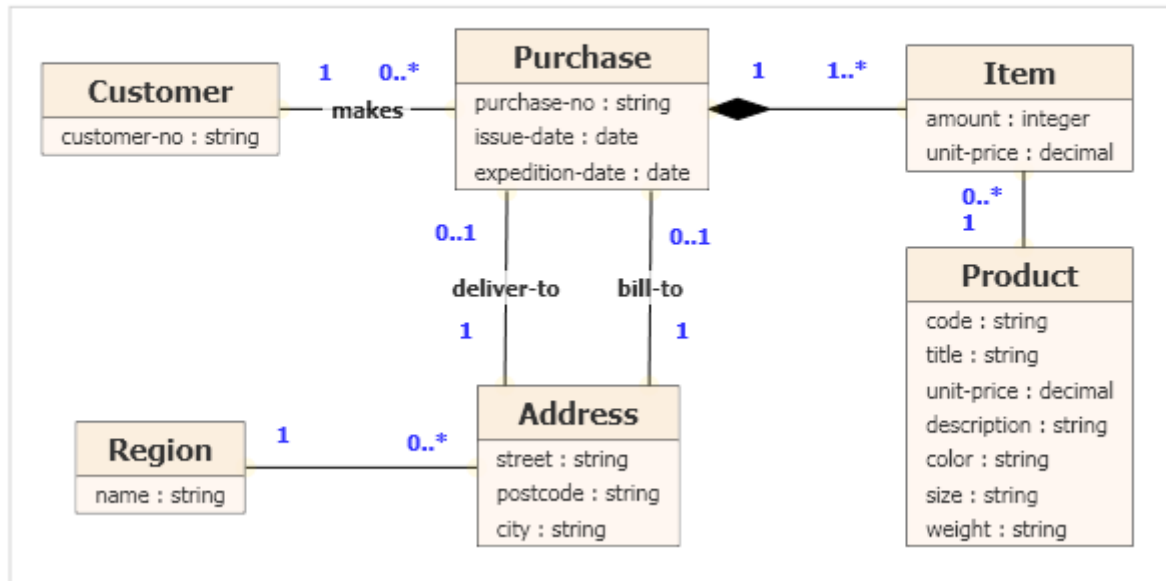 Customer
customer-no : string
1
0..*
makes
Purchase
purchase-no : string
issue-date : date
expedition-date : date
1
1..*
Item
amount : integer
unit-price : decimal
0..*
1
Product
code : string
title : string
unit-price : decimal
description : string
color : string
size : string
weight : string
0..1
0..1
deliver-to
bill-to
1
1
Address
street : string
postcode : string
city : string
Region
name : string
1
0..*